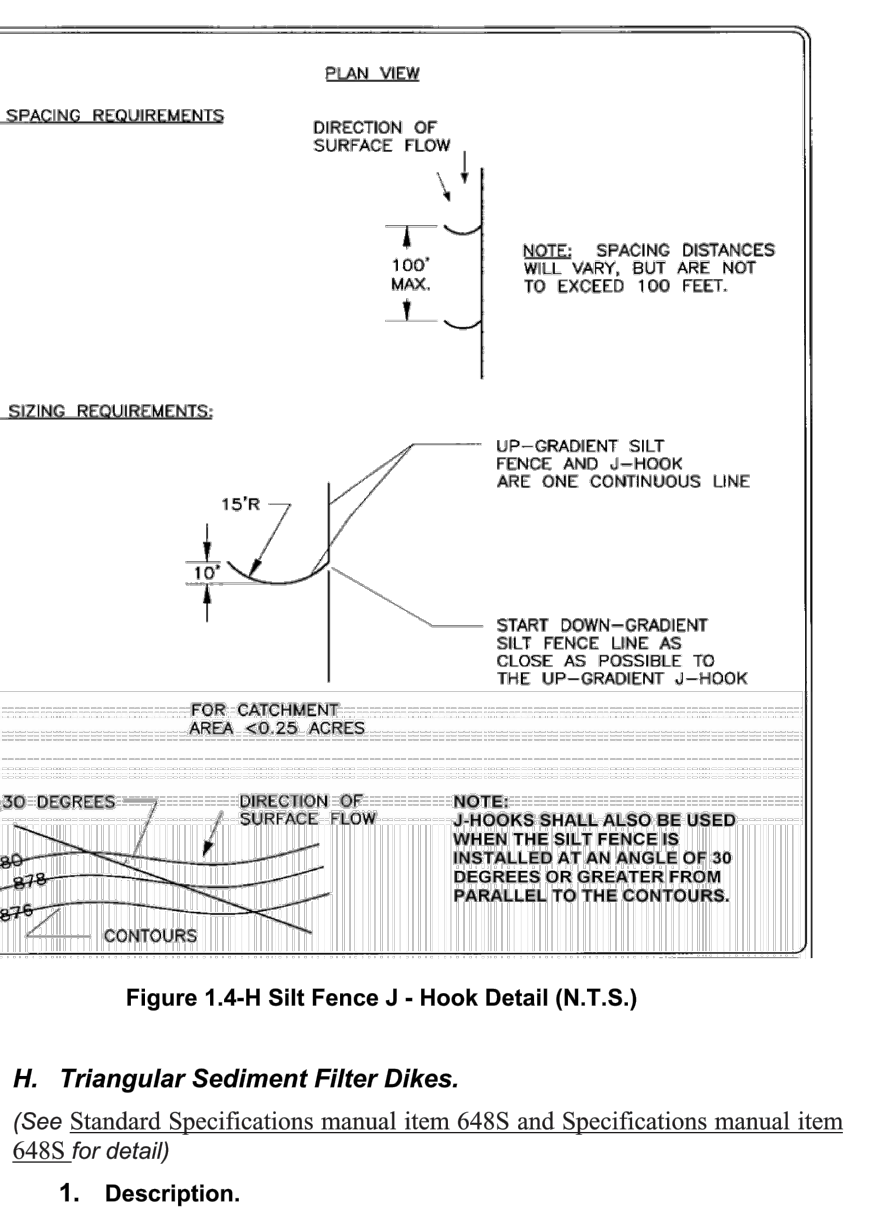 PLAN VIEW
SPACING REQUIREMENTS
DIRECTION OF
SURFACE FLOW
100'
MAX.
NOTE: SPACING DISTANCES
WILL VARY, BUT ARE NOT
TO EXCEED 100 FEET.
SIZING REQUIREMENTS:
UP-GRADIENT SILT
FENCE AND J-HOOK
ARE ONE CONTINUOUS LINE
15'R
10'
START DOWN-GRADIENT
SILT FENCE LINE AS
CLOSE AS POSSIBLE TO
THE UP-GRADIENT J-HOOK
FOR CATCHMENT
AREA <0.25 ACRES
30 DEGREES
DIRECTION OF
SURFACE FLOW
NOTE:
J-HOOKS SHALL ALSO BE USED
WHEN THE SILT FENCE IS
INSTALLED AT AN ANGLE OF 30
DEGREES OR GREATER FROM
PARALLEL TO THE CONTOURS.
80
878
876
CONTOURS
Figure 1.4-H Silt Fence J - Hook Detail (N.T.S.)
H. Triangular Sediment Filter Dikes.
(See Standard Specifications manual item 648S and Specifications manual item
648S for detail)
1. Description.